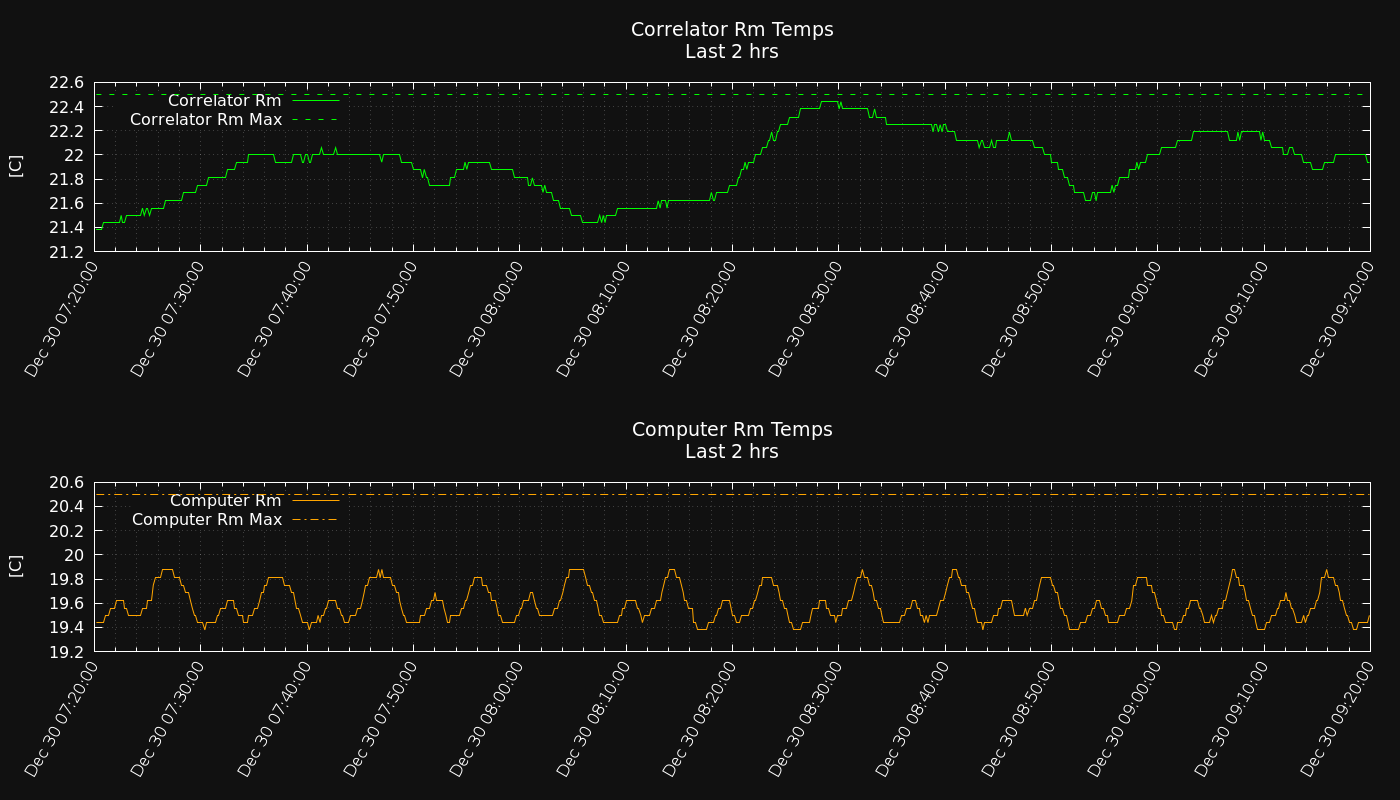 Correlator Rm Temps
Last 2 hrs
[C]
22.6
22.4
22.2
22
21.8
21.6
21.4
21.2
Correlator Rm
Correlator Rm Max
Dec 30 07:20:00
Dec 30 07:30:00
Dec 30 07:40:00
Dec 30 07:50:00
Dec 30 08:00:00
Dec 30 08:10:00
Dec 30 08:20:00
Dec 30 08:30:00
Dec 30 08:40:00
Dec 30 08:50:00
Dec 30 09:00:00
Dec 30 09:10:00
Dec 30 09:20:00
Computer Rm Temps
Last 2 hrs
[C]
20.6
20.4
20.2
20
19.8
19.6
19.4
19.2
Computer Rm
Computer Rm Max
Dec 30 07:20:00
Dec 30 07:30:00
Dec 30 07:40:00
Dec 30 07:50:00
Dec 30 08:00:00
Dec 30 08:10:00
Dec 30 08:20:00
Dec 30 08:30:00
Dec 30 08:40:00
Dec 30 08:50:00
Dec 30 09:00:00
Dec 30 09:10:00
Dec 30 09:20:00